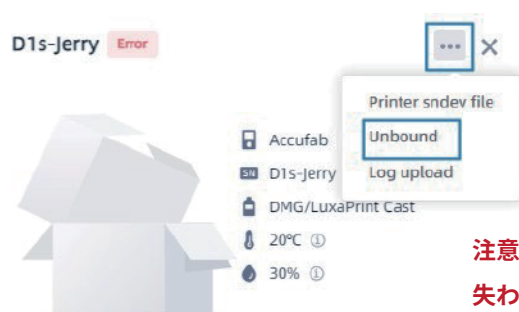 D1s-Jerry Error
Printer sndev file
Unbound
Log upload
Accufab
SN D1s-Jerry
DMG/LuxaPrint Cast
20℃
30%
注意
失わ